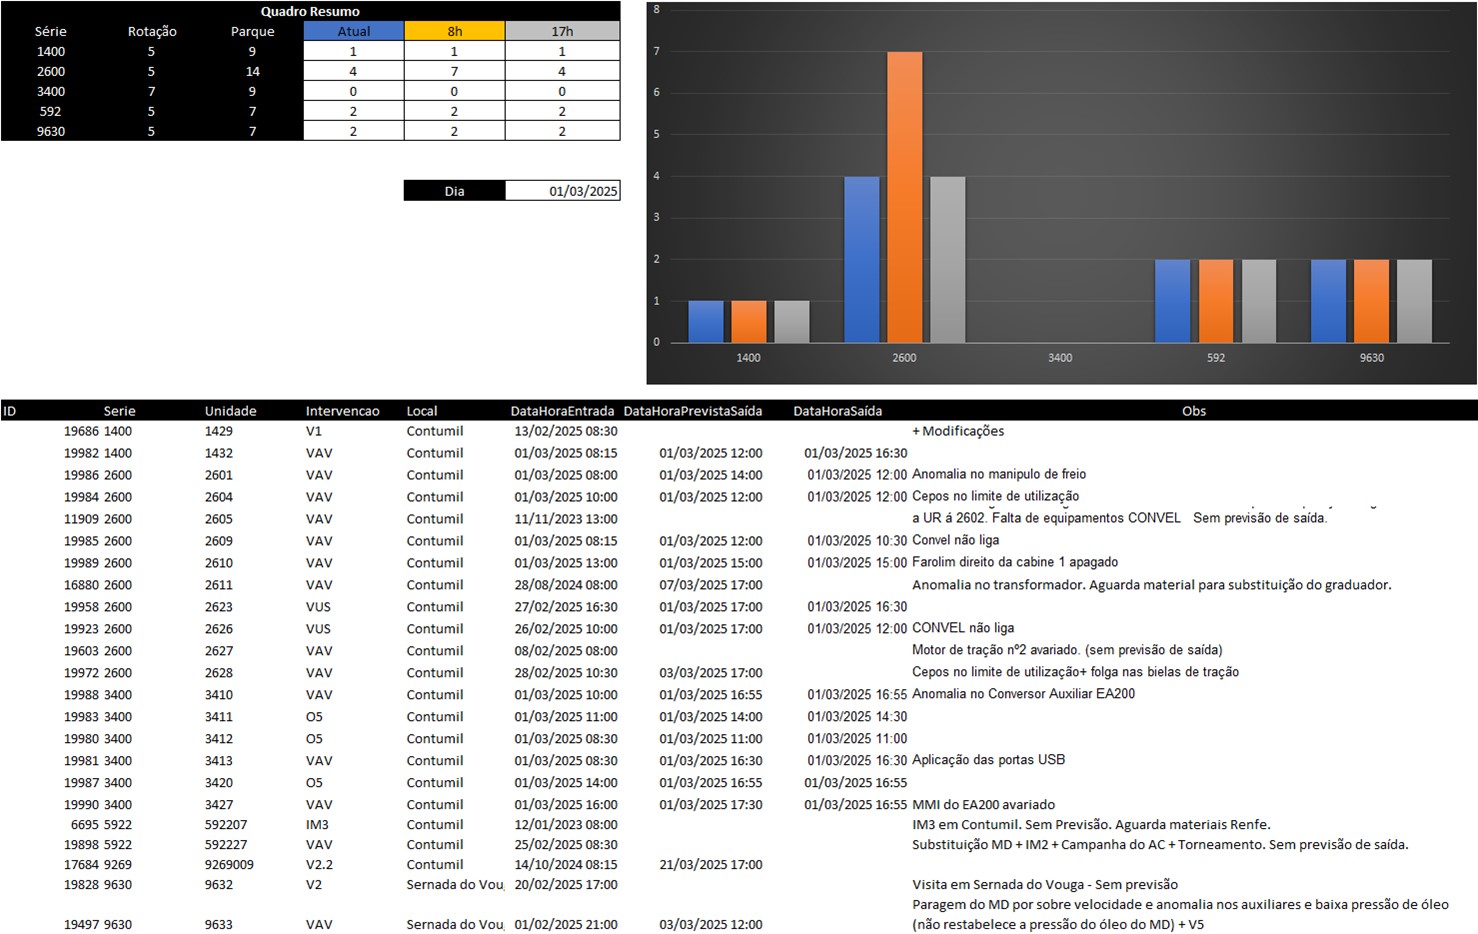 Quadro Resumo
Série Rotação Parque Atual 8h 17h
1400 5 9 1 1 1
2600 5 14 4 7 4
3400 7 9 0 0 0
592 5 7 2 2 2
9630 5 7 2 2 2
Dia 01/03/2025
8
7
6
5
4
3
2
1
0
1400 2600 3400 592 9630
ID Serie Unidade Intervencao Local DataHoraEntrada DataHoraPrevistaSaída DataHoraSaída Obs
19686 1400 1429 V1 Contumil 13/02/2025 08:30 + Modificações
19982 1400 1432 VAV Contumil 01/03/2025 08:15 01/03/2025 12:00 01/03/2025 16:30
19986 2600 2601 VAV Contumil 01/03/2025 08:00 01/03/2025 14:00 01/03/2025 12:00 Anomalia no manipulo de freio
19984 2600 2604 VAV Contumil 01/03/2025 10:00 01/03/2025 12:00 01/03/2025 12:00 Cepos no limite de utilização
11909 2600 2605 VAV Contumil 11/11/2023 13:00 a UR á 2602. Falta de equipamentos CONVEL Sem previsão de saída.
19985 2600 2609 VAV Contumil 01/03/2025 08:15 01/03/2025 12:00 01/03/2025 10:30 Convel não liga
19989 2600 2610 VAV Contumil 01/03/2025 13:00 01/03/2025 15:00 01/03/2025 15:00 Farolim direito da cabine 1 apagado
16880 2600 2611 VAV Contumil 28/08/2024 08:00 07/03/2025 17:00 Anomalia no transformador. Aguarda material para substituição do graduador.
19958 2600 2623 VUS Contumil 27/02/2025 16:30 01/03/2025 17:00 01/03/2025 16:30
19923 2600 2626 VUS Contumil 26/02/2025 10:00 01/03/2025 17:00 01/03/2025 12:00 CONVEL não liga
19603 2600 2627 VAV Contumil 08/02/2025 08:00 Motor de tração nº2 avariado. (sem previsão de saída)
19972 2600 2628 VAV Contumil 28/02/2025 10:30 03/03/2025 17:00 Cepos no limite de utilização+ folga nas bielas de tração
19988 3400 3410 VAV Contumil 01/03/2025 10:00 01/03/2025 16:55 01/03/2025 16:55 Anomalia no Conversor Auxiliar EA200
19983 3400 3411 O5 Contumil 01/03/2025 11:00 01/03/2025 14:00 01/03/2025 14:30
19980 3400 3412 O5 Contumil 01/03/2025 08:30 01/03/2025 11:00 01/03/2025 11:00
19981 3400 3413 VAV Contumil 01/03/2025 08:30 01/03/2025 16:30 01/03/2025 16:30 Aplicação das portas USB
19987 3400 3420 O5 Contumil 01/03/2025 14:00 01/03/2025 16:55 01/03/2025 16:55
19990 3400 3427 VAV Contumil 01/03/2025 16:00 01/03/2025 17:30 01/03/2025 16:55 MMI do EA200 avariado
6695 5922 592207 IM3 Contumil 12/01/2023 08:00 IM3 em Contumil. Sem Previsão. Aguarda materiais Renfe.
19898 5922 592227 VAV Contumil 25/02/2025 08:30 Substituição MD + IM2 + Campanha do AC + Torneamento. Sem previsão de saída.
17684 9269 9269009 V2.2 Contumil 14/10/2024 08:15 21/03/2025 17:00
19828 9630 9632 V2 Sernada do Vou 20/02/2025 17:00 Visita em Sernada do Vouga - Sem previsão
Paragem do MD por sobre velocidade e anomalia nos auxiliares e baixa pressão de óleo
19497 9630 9633 VAV Sernada do Vou 01/02/2025 21:00 03/03/2025 12:00 (não restabelece a pressão do óleo do MD) + V5